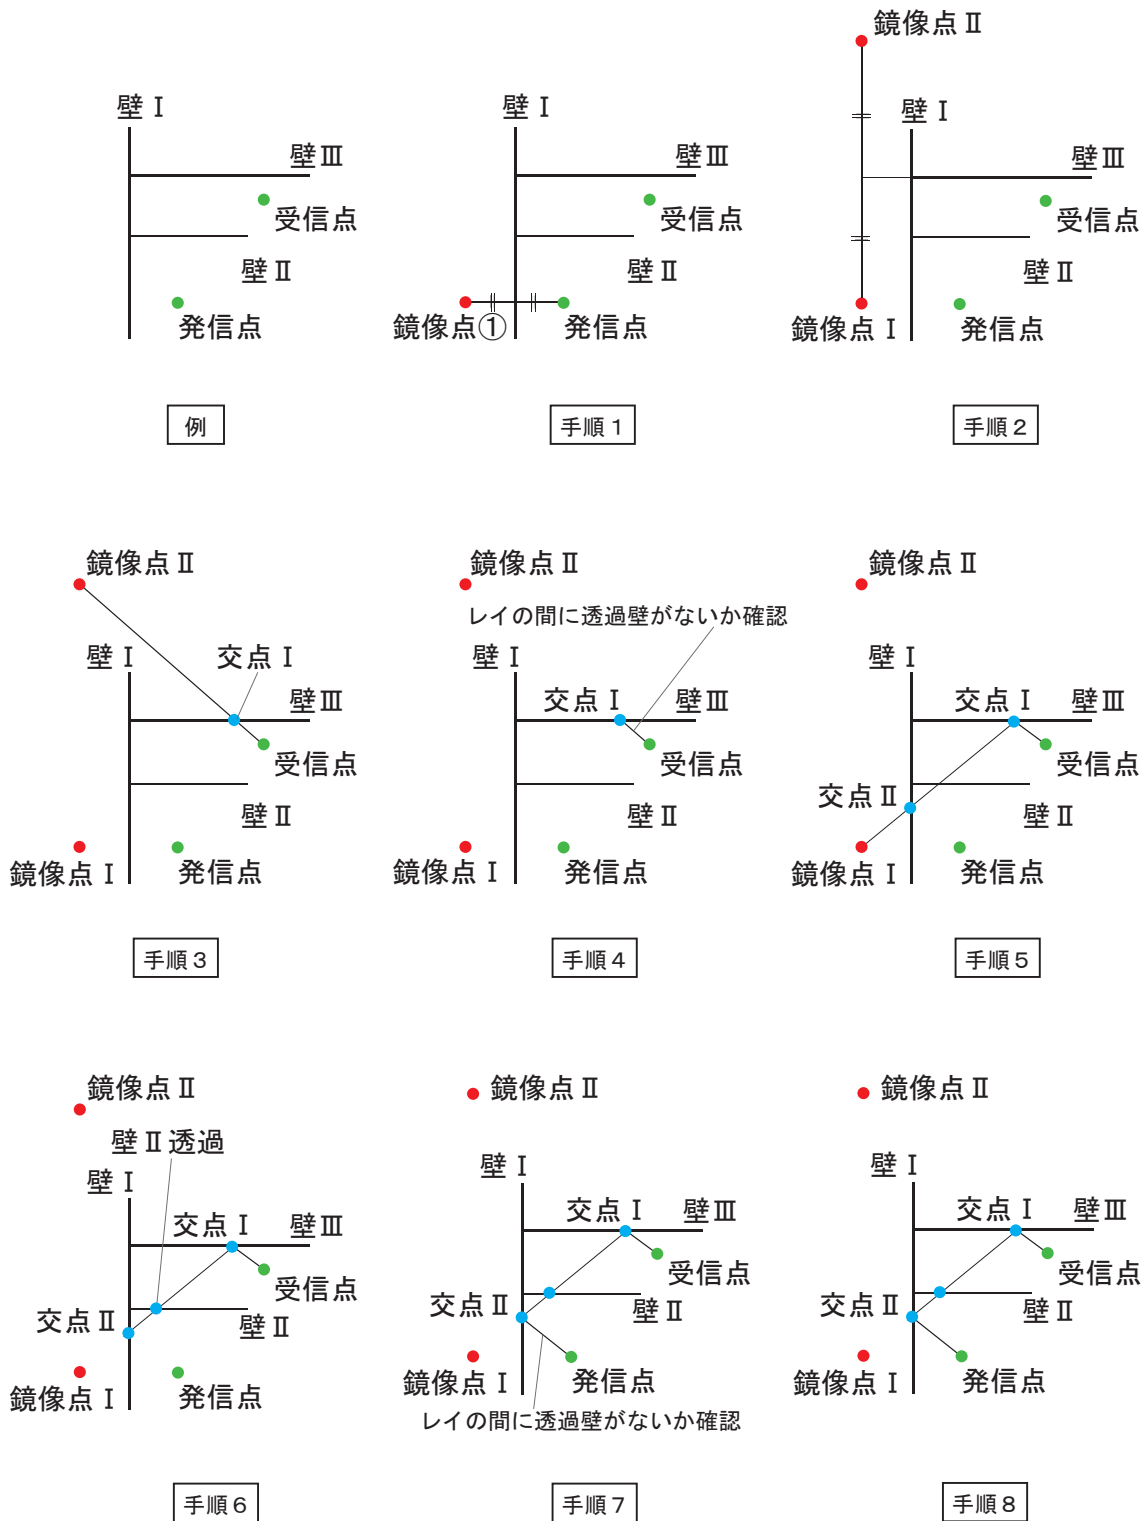 壁Ⅰ
壁Ⅲ
受信点
壁Ⅱ
発信点
例
壁Ⅰ
壁Ⅲ
受信点
壁Ⅱ
鏡像点①
発信点
手順1
鏡像点Ⅱ
壁Ⅰ
壁Ⅲ
受信点
壁Ⅱ
鏡像点Ⅰ
発信点
手順2
鏡像点Ⅱ
壁Ⅰ
交点Ⅰ
壁Ⅲ
受信点
壁Ⅱ
鏡像点Ⅰ
発信点
手順3
鏡像点Ⅱ
レイの間に透過壁がないか確認
壁Ⅰ
交点Ⅰ
壁Ⅲ
受信点
壁Ⅱ
鏡像点Ⅰ
発信点
手順4
鏡像点Ⅱ
壁Ⅰ
交点Ⅰ
壁Ⅲ
受信点
交点Ⅱ
壁Ⅱ
鏡像点Ⅰ
発信点
手順5
鏡像点Ⅱ
壁Ⅱ透過
壁Ⅰ
交点Ⅰ
壁Ⅲ
受信点
交点Ⅱ
壁Ⅱ
鏡像点Ⅰ
発信点
手順6
鏡像点Ⅱ
壁Ⅰ
交点Ⅰ
壁Ⅲ
受信点
交点Ⅱ
壁Ⅱ
鏡像点Ⅰ
発信点
レイの間に透過壁がないか確認
手順7
鏡像点Ⅱ
壁Ⅰ
交点Ⅰ
壁Ⅲ
受信点
交点Ⅱ
壁Ⅱ
鏡像点Ⅰ
発信点
手順8